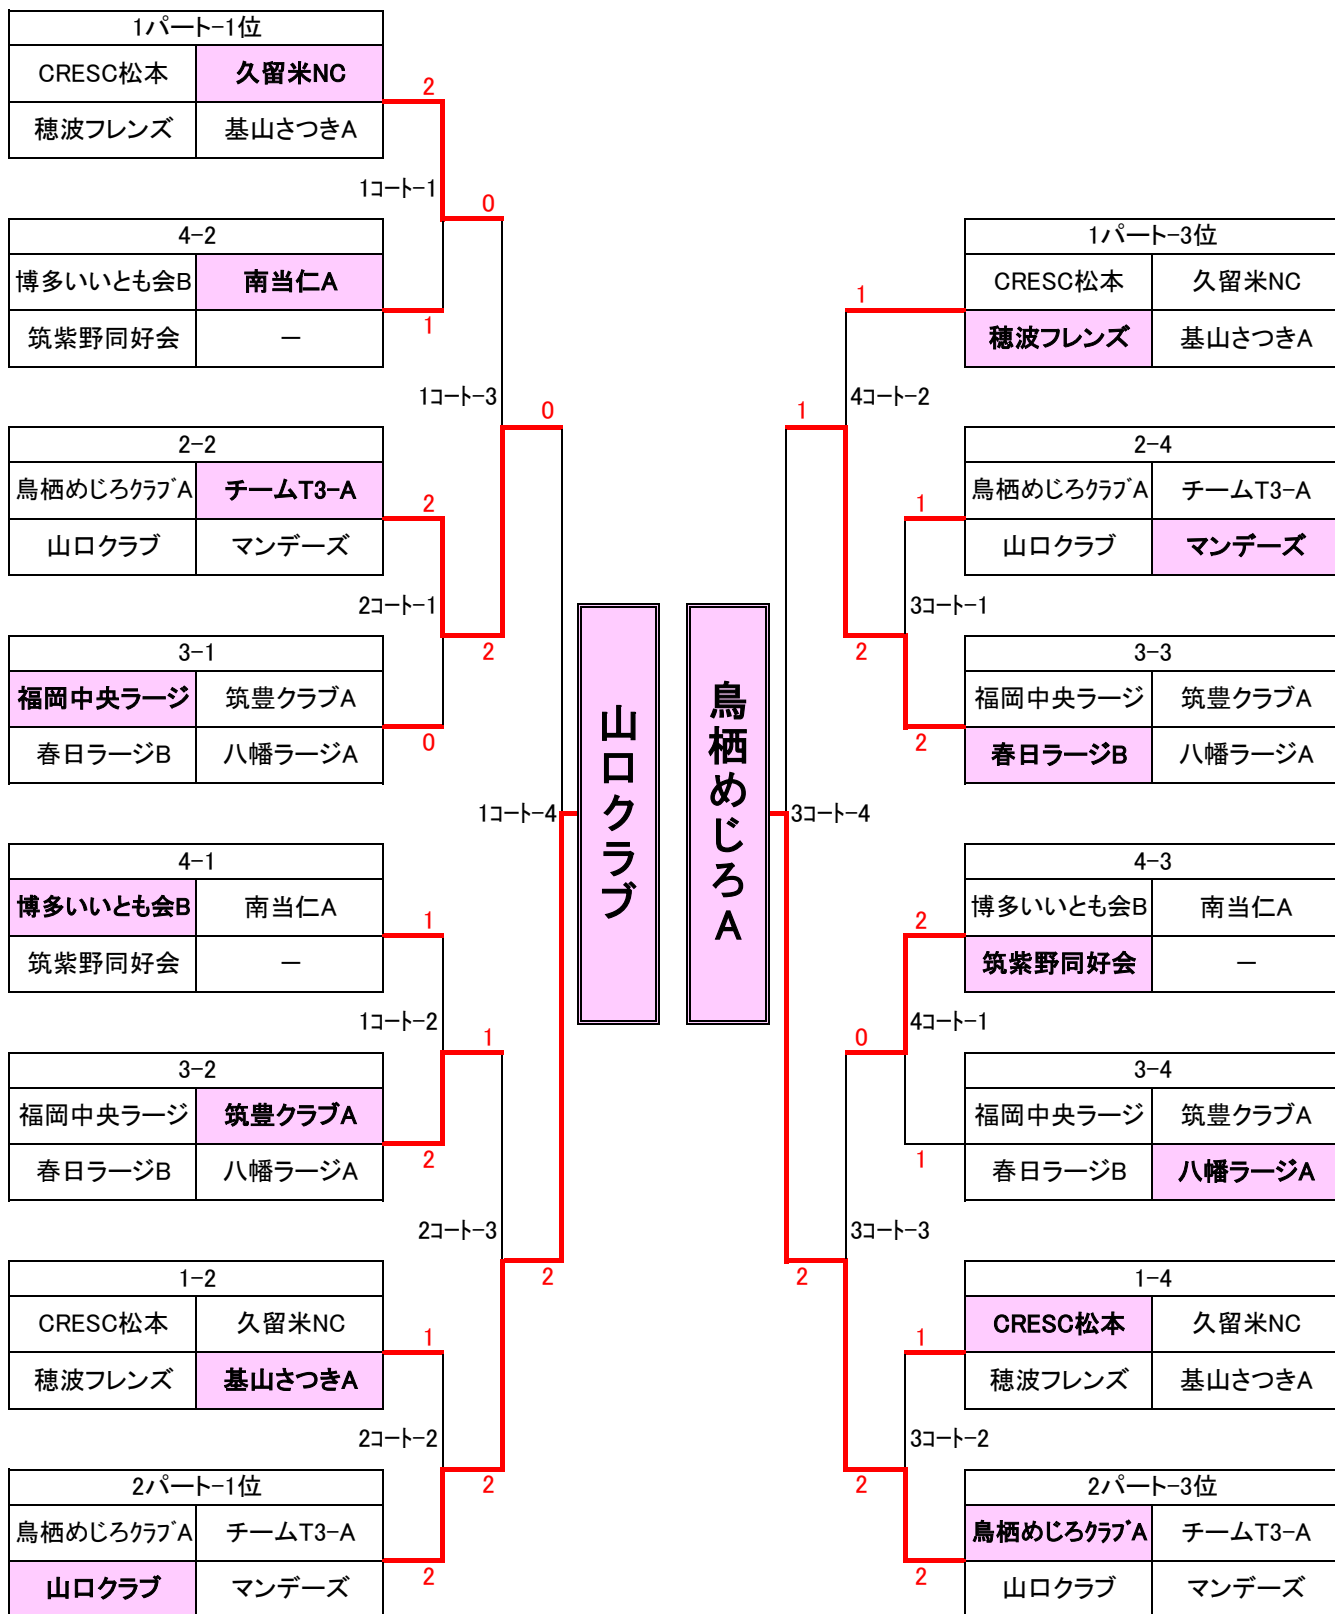 1パート-1位
CRESC松本 久留米NC
2
穂波フレンズ 基山さつきA
1コート-1
0
4-2
博多いいとも会B 南当仁A
筑紫野同好会 －
1
1コート-3
0
2-2
鳥栖めじろクラブA チームT3-A
2
山口クラブ マンデーズ
2コート-1
2
3-1
福岡中央ラージ 筑豊クラブA
春日ラージB 八幡ラージA
0
1コート-4
4-1
博多いいとも会B 南当仁A
1
筑紫野同好会 －
1コート-2
1
3-2
福岡中央ラージ 筑豊クラブA
春日ラージB 八幡ラージA
2
2コート-3
2
1-2
CRESC松本 久留米NC
1
穂波フレンズ 基山さつきA
2コート-2
2
2パート-1位
鳥栖めじろクラブA チームT3-A
山口クラブ マンデーズ
2
山口クラブ
鳥栖めじろA
1パート-3位
CRESC松本 久留米NC
1
穂波フレンズ 基山さつきA
4コート-2
1
2-4
鳥栖めじろクラブA チームT3-A
1
山口クラブ マンデーズ
3コート-1
2
3-3
福岡中央ラージ 筑豊クラブA
春日ラージB 八幡ラージA
2
3コート-4
4-3
博多いいとも会B 南当仁A
2
筑紫野同好会 －
4コート-1
0
3-4
福岡中央ラージ 筑豊クラブA
春日ラージB 八幡ラージA
1
3コート-3
2
1-4
CRESC松本 久留米NC
1
穂波フレンズ 基山さつきA
3コート-2
2
2パート-3位
鳥栖めじろクラブA チームT3-A
山口クラブ マンデーズ
2